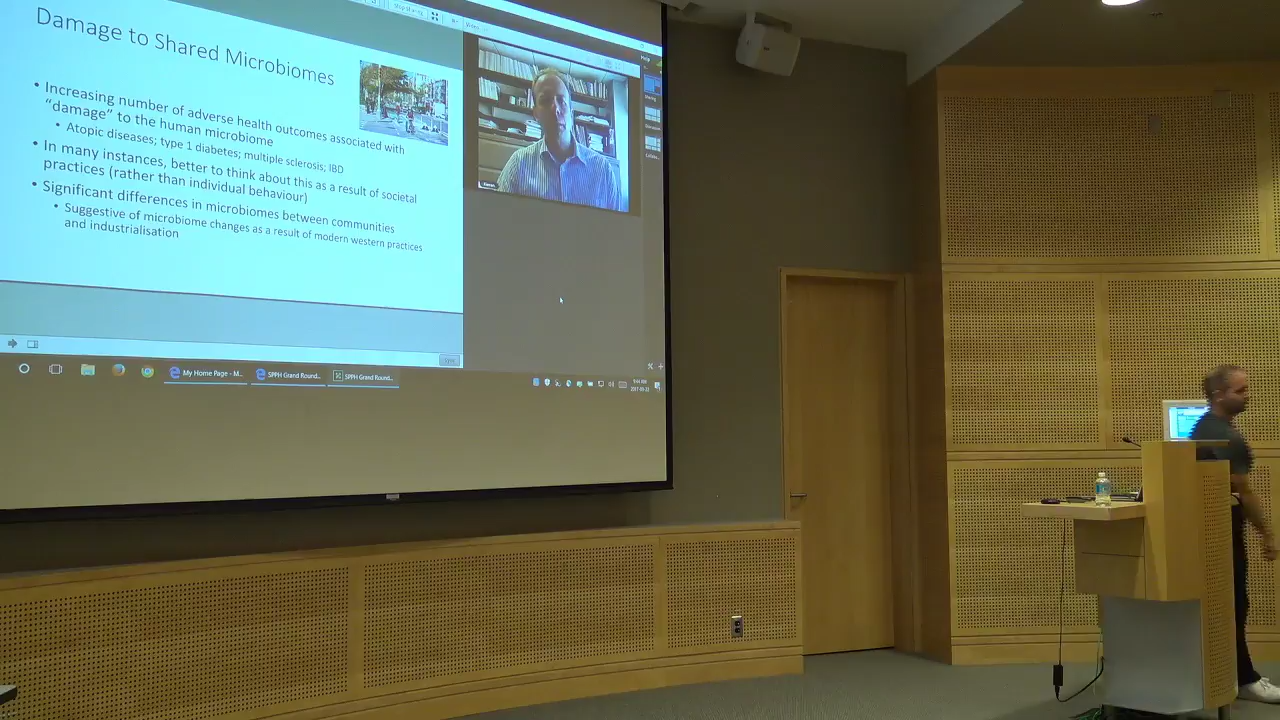 Damage to Shared Microbiomes
• Increasing number of adverse health outcomes associated with
"damage" to the human microbiome
• Atopic diseases; type 1 diabetes; multiple sclerosis; IBD
• In many instances, better to think about this as a result of societal
practices (rather than individual behaviour)
• Significant differences in microbiomes between communities
• Suggestive of microbiome changes as a result of modern western practices
and industrialisation
My Home Page - M...
SPPH Grand Round...
SPPH Grand Round...